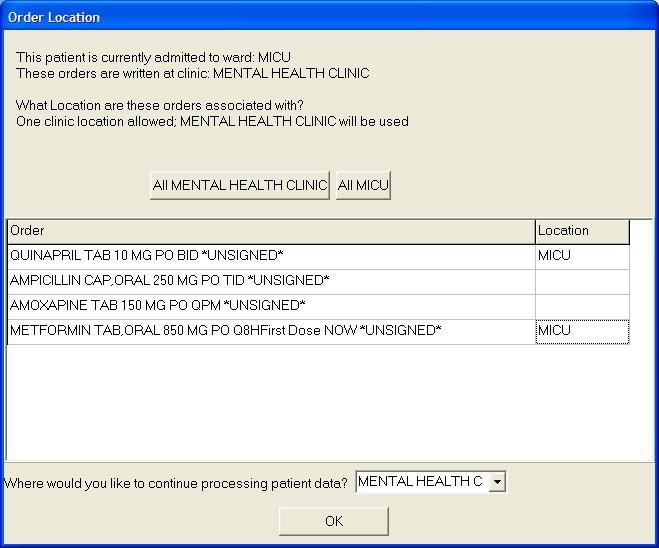 Order Location
This patient is currently admitted to ward: MICU
These orders are written at clinic: MENTAL HEALTH CLINIC
What Location are these orders associated with?
One clinic location allowed; MENTAL HEALTH CLINIC will be used
All MENTAL HEALTH CLINIC All MICU
Order Location
QUINAPRIL TAB 10 MG PO BID *UNSIGNED* MICU
AMPICILLIN CAP,ORAL 250 MG PO TID *UNSIGNED*
AMOXAPINE TAB 150 MG PO QPM *UNSIGNED*
METFORMIN TAB,ORAL 850 MG PO Q8HFirst Dose NOW *UNSIGNED* MICU
Where would you like to continue processing patient data? MENTAL HEALTH C
OK